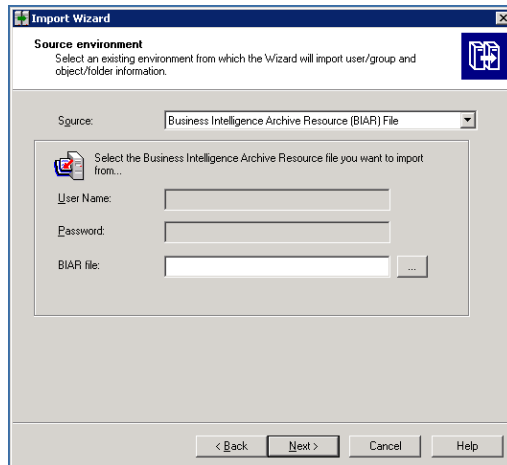 Import Wizard
Source environment
Select an existing environment from which the Wizard will import user/group and
object/folder information.
Source:
Business Intelligence Archive Resource (BIAR) File
Select the Business Intelligence Archive Resource file you want to import
from...
User Name:
Password:
BIAR file:
...
< Back
Next >
Cancel
Help